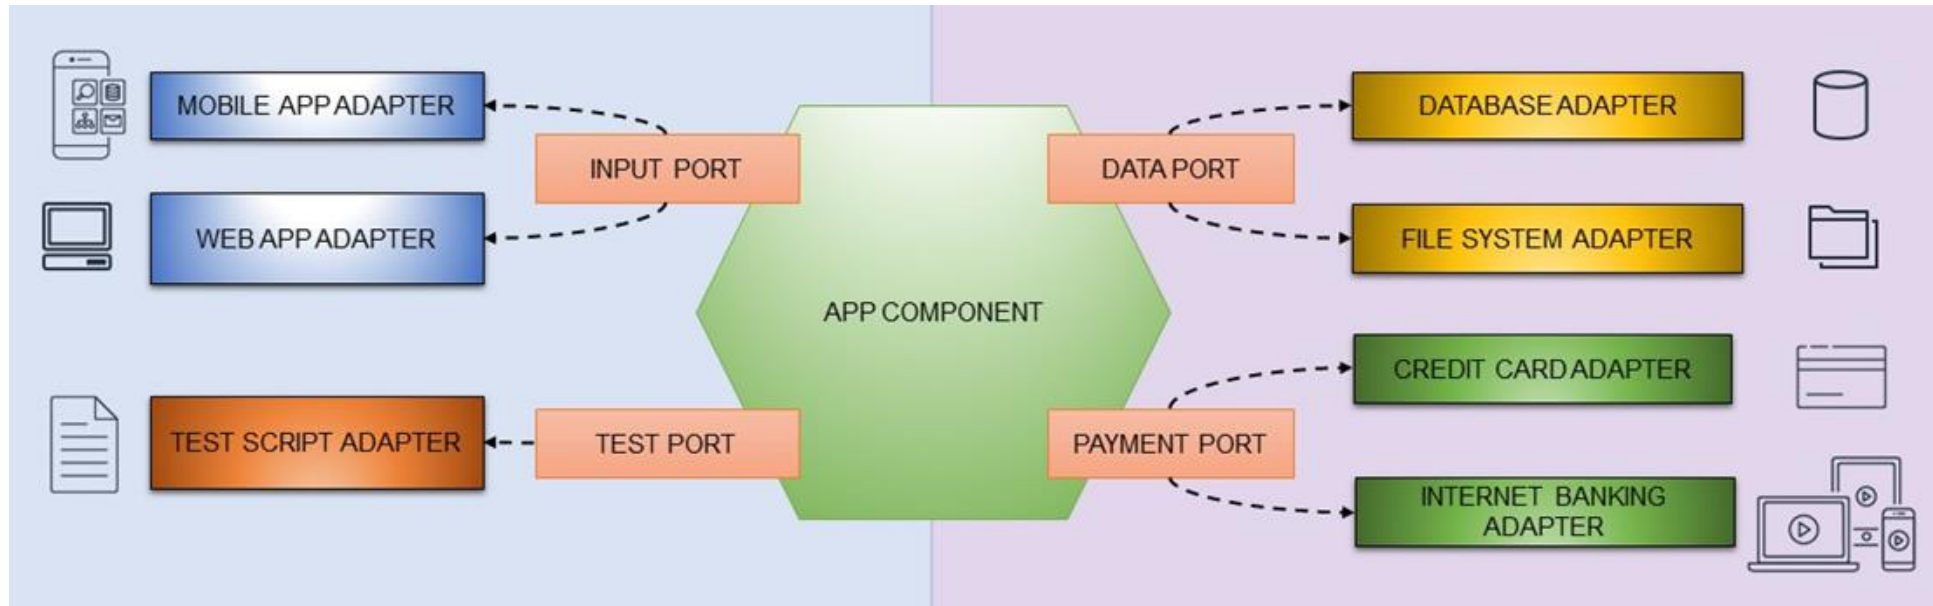 MOBILE APP ADAPTER
WEB APP ADAPTER
TEST SCRIPT ADAPTER
INPUT PORT
TEST PORT
APP COMPONENT
DATA PORT
PAYMENT PORT
DATABASE ADAPTER
FILE SYSTEM ADAPTER
CREDIT CARD ADAPTER
INTERNET BANKING
ADAPTER